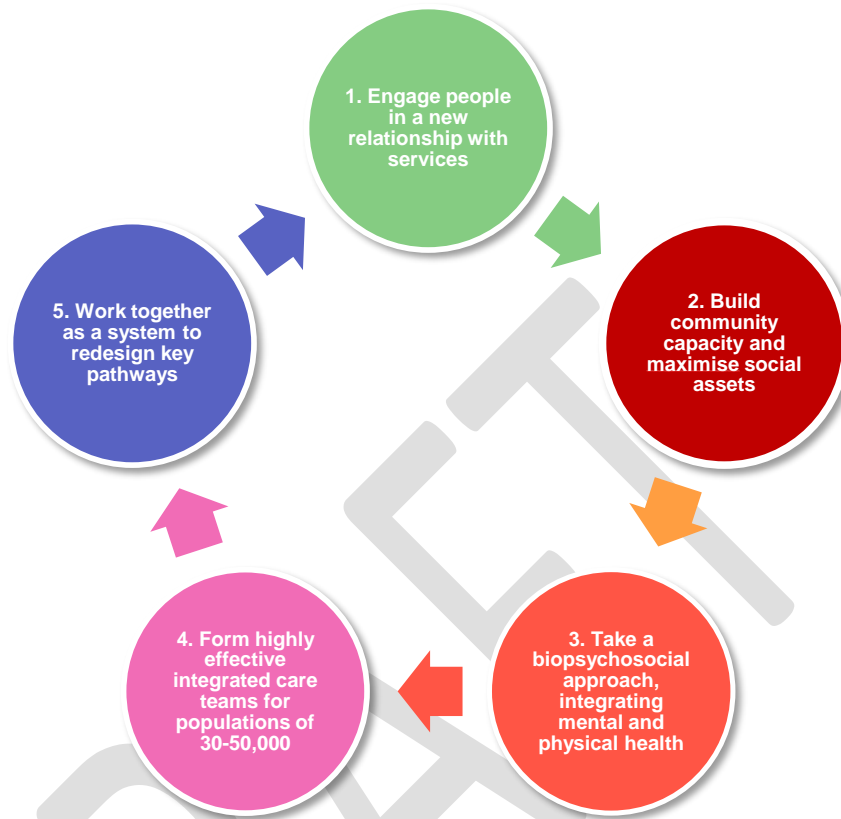 1. Engage people
in a new
relationship with
services
2. Build
community
capacity and
maximise social
assets
3. Take a
biopsychosocial
approach,
integrating
mental and
physical health
4. Form highly
effective
integrated care
teams for
populations of
30-50,000
5. Work together
as a system to
redesign key
pathways